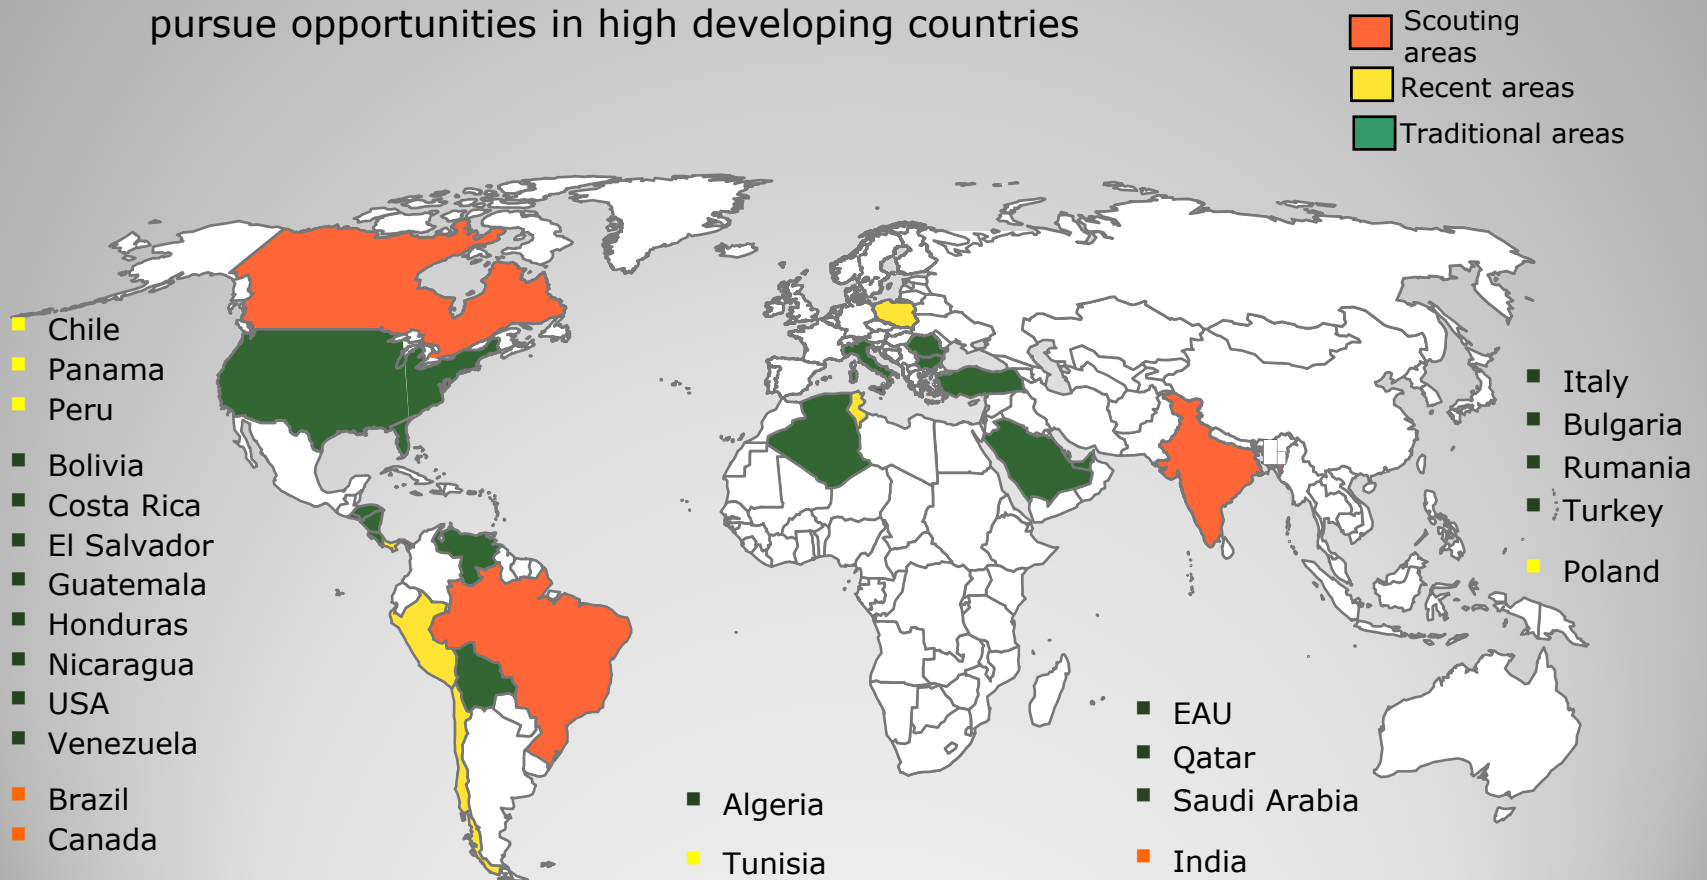 pursue opportunities in high developing countries
Scouting
areas
Recent areas
Traditional areas
Chile
Panama
Peru
Bolivia
Costa Rica
El Salvador
Guatemala
Honduras
Nicaragua
USA
Venezuela
Brazil
Canada
Algeria
Tunisia
EAU
Qatar
Saudi Arabia
India
Italy
Bulgaria
Rumania
Turkey
Poland